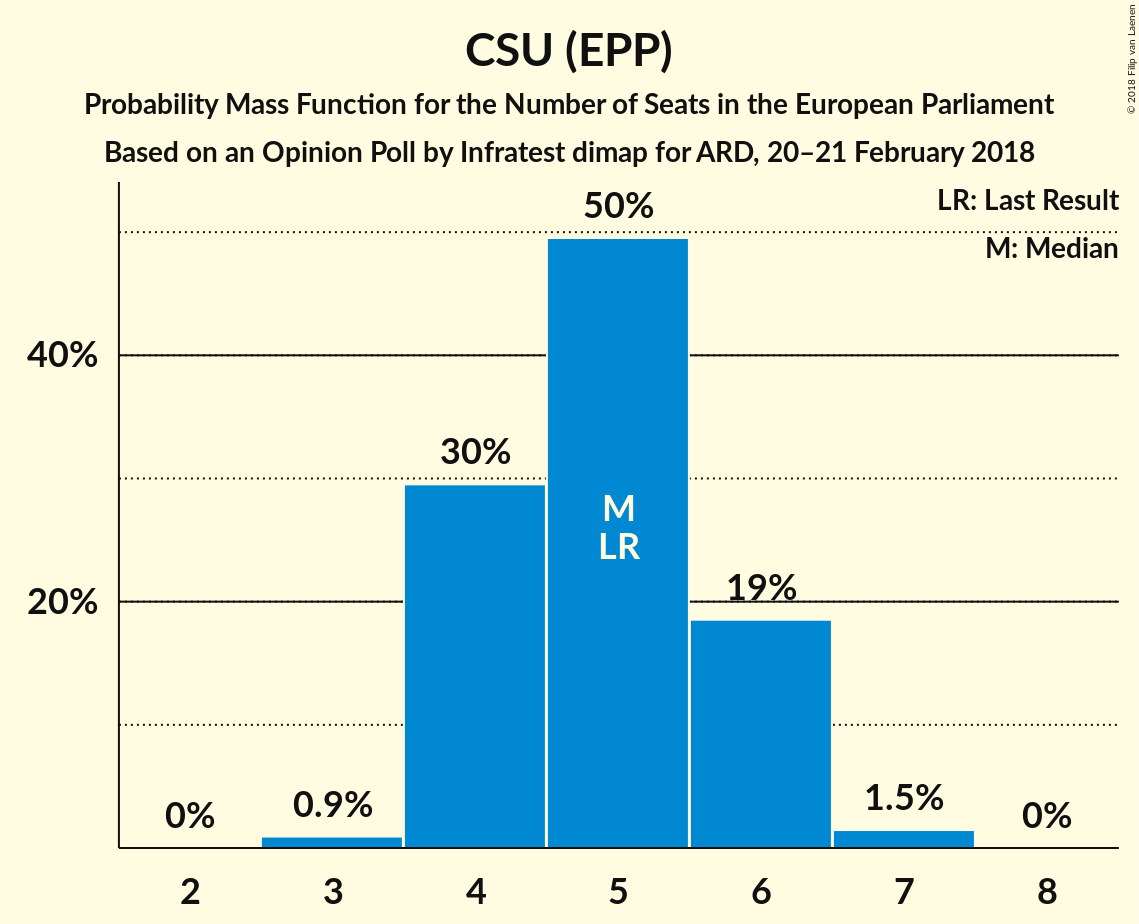 CSU (EPP)
Probability Mass Function for the Number of Seats in the European Parliament
Based on an Opinion Poll by Infratest dimap for ARD, 20–21 February 2018
© 2018 Filip van Laenen
LR: Last Result
M: Median
50%
40%
30%
M
LR
20%
19%
0%
0.9%
1.5%
0%
2 3 4 5 6 7 8